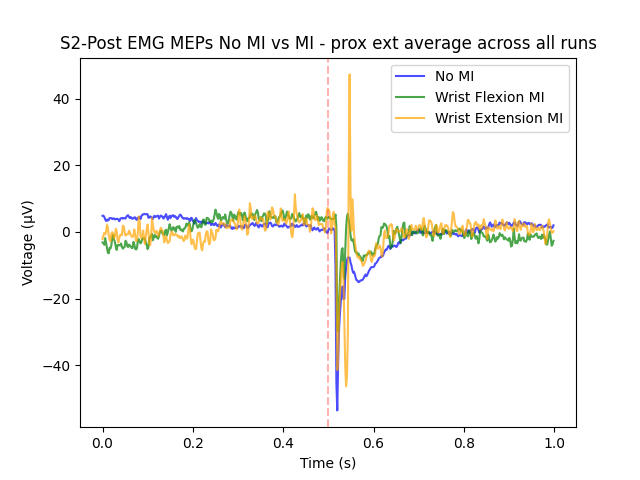 S2-Post EMG MEPs No MI vs MI - prox ext average across all runs
No MI
Wrist Flexion MI
Wrist Extension MI
Voltage (μV)
40
20
0
−20
−40
0.0 0.2 0.4 0.6 0.8 1.0
Time (s)